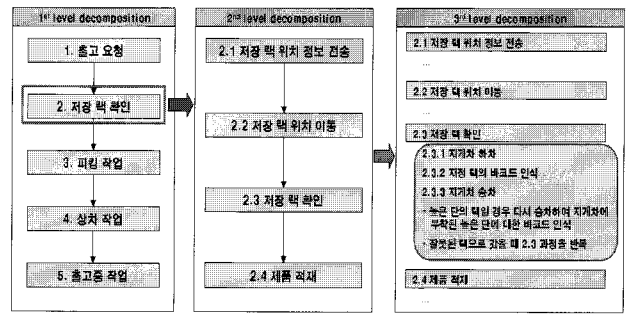 1st level decomposition
1. 출고 요청
2. 저장 랙 확인
3. 피킹 작업
4. 상차 작업
5. 출고중 작업
2nd level decomposition
2.1 저장 랙 위치 정보 전송
2.2 저장 랙 위치 이동
2.3 저장 랙 확인
2.4 제품 적재
3rd level decomposition
2.1 저장 랙 위치 정보 전송
...
2.2 저장 랙 위치 이동
...
2.3 저장 랙 확인
2.3.1 지게차 하차
2.3.2 지정 랙의 바코드 인식
2.3.3 지게차 승차
- 높은 단의 랙일 경우 다시 승차하여 지게차에
부착된 높은 단에 대한 바코드 인식
- 잘못된 랙으로 갔을 때 2.3 과정을 반복
2.4 제품 적재
...